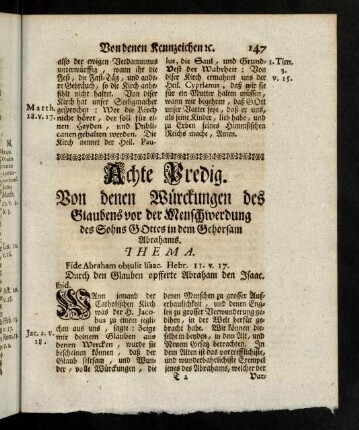 Von denen Kennzeichen ꝛc. 147
also der ewigen Verdamnnus
unterwürffig, wann ihr die
Fest, die Fast-Täg, und ande-
re Gebräuch, so die Kirch anbe-
fihlt nicht haltet. Von diser
Kirch hat unser Seeligmacher
gesprochen: Wer die Kirch
nicht höret, der soll für ei-
nen Heyden, und Publi-
canen gehalten werden. Die
Kirch nennet der Heil. Pau-
Matth.
18. v. 17.
lus, die Saul, und Grund-
Vest der Wahrheit: Von
diser Kirch ermahnet uns der
Heil. Cyprianus, daß wir sie
für ein Mutter halten müssen,
wann wir begehren, daß GOtt
unser Vatter seye, daß er uns,
als seine Kinder, lieb habe, und
zu Erben seines Himmlischen
Reichs mache, Amen.
1. Tim.
3.
v. 15.
Achte Predig.
Von denen Würckungen des
Glaubens vor der Menschwerdung
des Sohns GOttes in dem Gehorsam
Abrahams.
THEMA.
Fide Abraham obtulit Isaac. Hebr. 11. v. 17.
Durch den Glauben opfferte Abraham den Isaac.
ibid.
WAnn jemand der
Catholischen Kirch
was der H. Jaco-
bus zu einem jegli-
chen aus uns, sagte: Zeige
mir deinem Glauben aus
denen Wercken, wurde sie
bescheinen können, daß der
Glaub seltsam, und Wun-
der, volle Würckungen, die
Jac. 2. v.
18.
denen Menschen zu grosser Auff-
erbaulichkeit, und denen Eng-
len zu grosser Verwunderung ge-
dihen, in der Welt herfür ge-
bracht habe. Wir können die-
selbe in beyden, in dem Alt, und
Neuen Gesatz betrachten. In
dem Alten ist das vortrefflichste,
und wunderbahrlichste Exempel
jenes des Abrahams, welcher der
T 2 Vat-